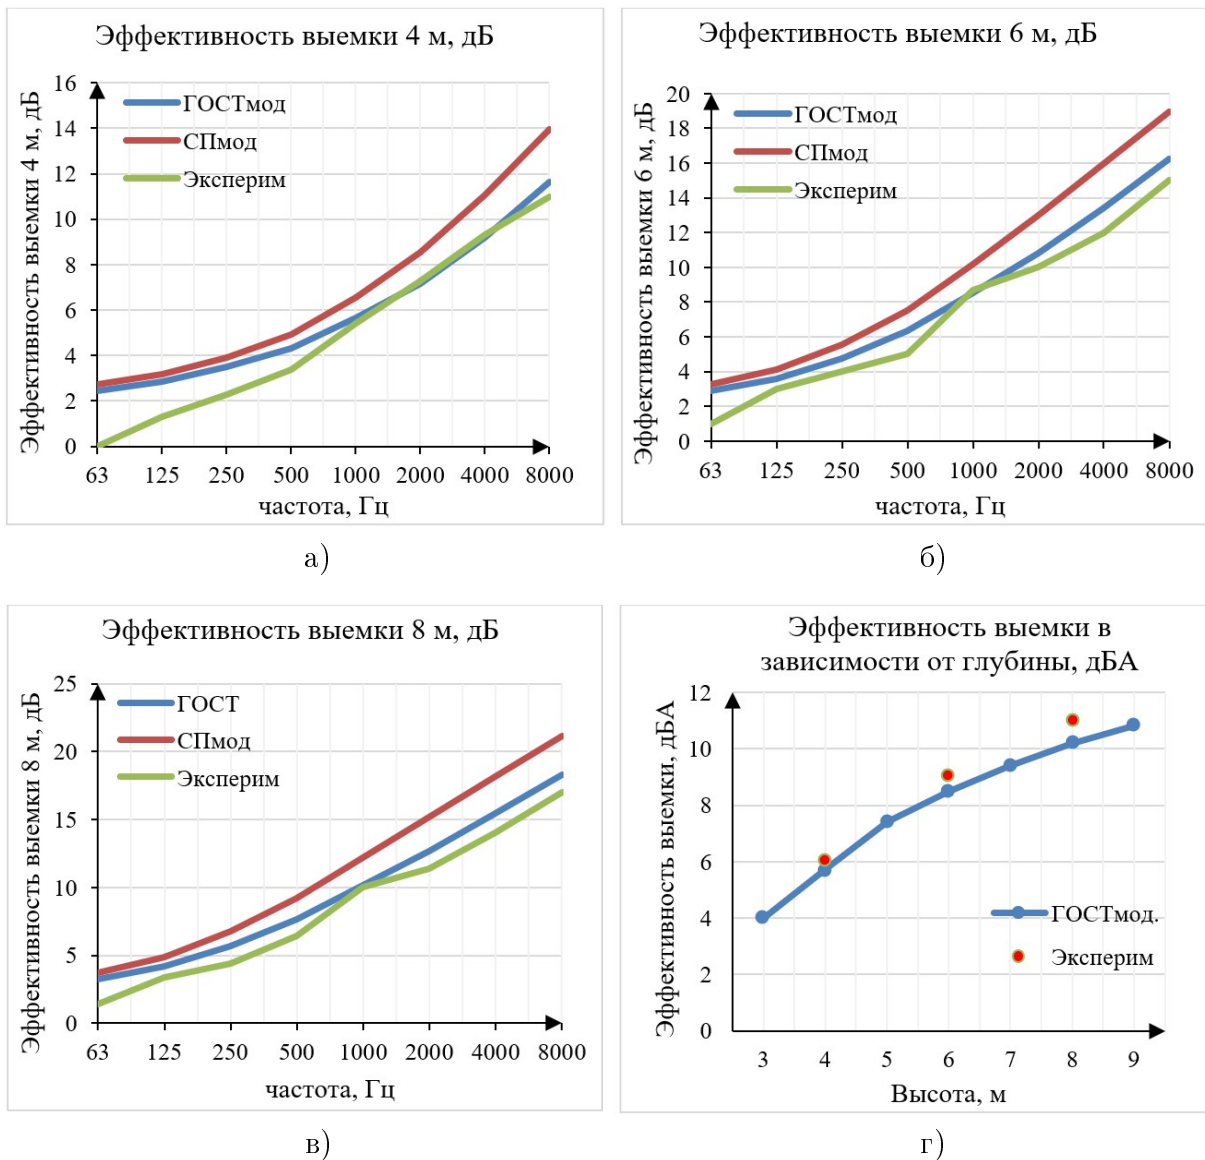 Эффективность выемки 4 м, дБ
Эффективность выемки 4 м, дБ
16
14
12
10
8
6
4
2
0
ГОСТмод
СПмод
Эксперим
63 125 250 500 1000 2000 4000 8000
частота, Гц
а)
Эффективность выемки 6 м, дБ
Эффективность выемки 6 м, дБ
20
18
16
14
12
10
8
6
4
2
0
ГОСТмод
СПмод
Эксперим
63 125 250 500 1000 2000 4000 8000
частота, Гц
б)
Эффективность выемки 8 м, дБ
Эффективность выемки 8 м, дБ
25
20
15
10
5
0
ГОСТ
СПмод
Эксперим
63 125 250 500 1000 2000 4000 8000
частота, Гц
в)
Эффективность выемки в
зависимости от глубины, дБА
Эффективность выемки, дБА
12
10
8
6
4
2
0
ГОСТмод.
Эксперим
3 4 5 6 7 8 9
Высота, м
г)